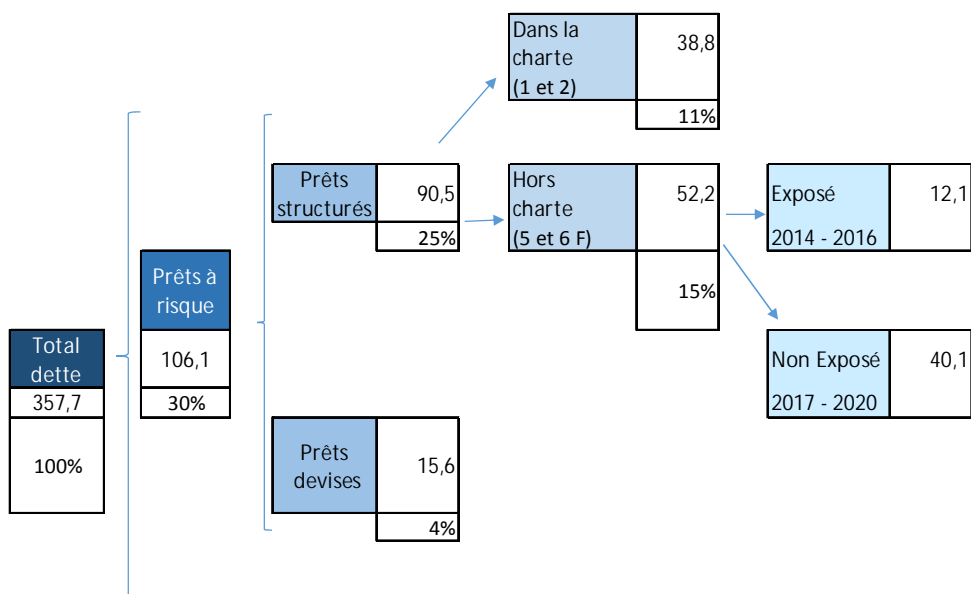 Total
dette
357,7
100%
Prêts à
risque
106,1
30%
Prêts
structurés
90,5
25%
Prêts
devises
15,6
4%
Dans la
charte
(1 et 2)
38,8
11%
Hors
charte
(5 et 6 F)
52,2
15%
Exposé
2014 - 2016
12,1
Non Exposé
2017 - 2020
40,1